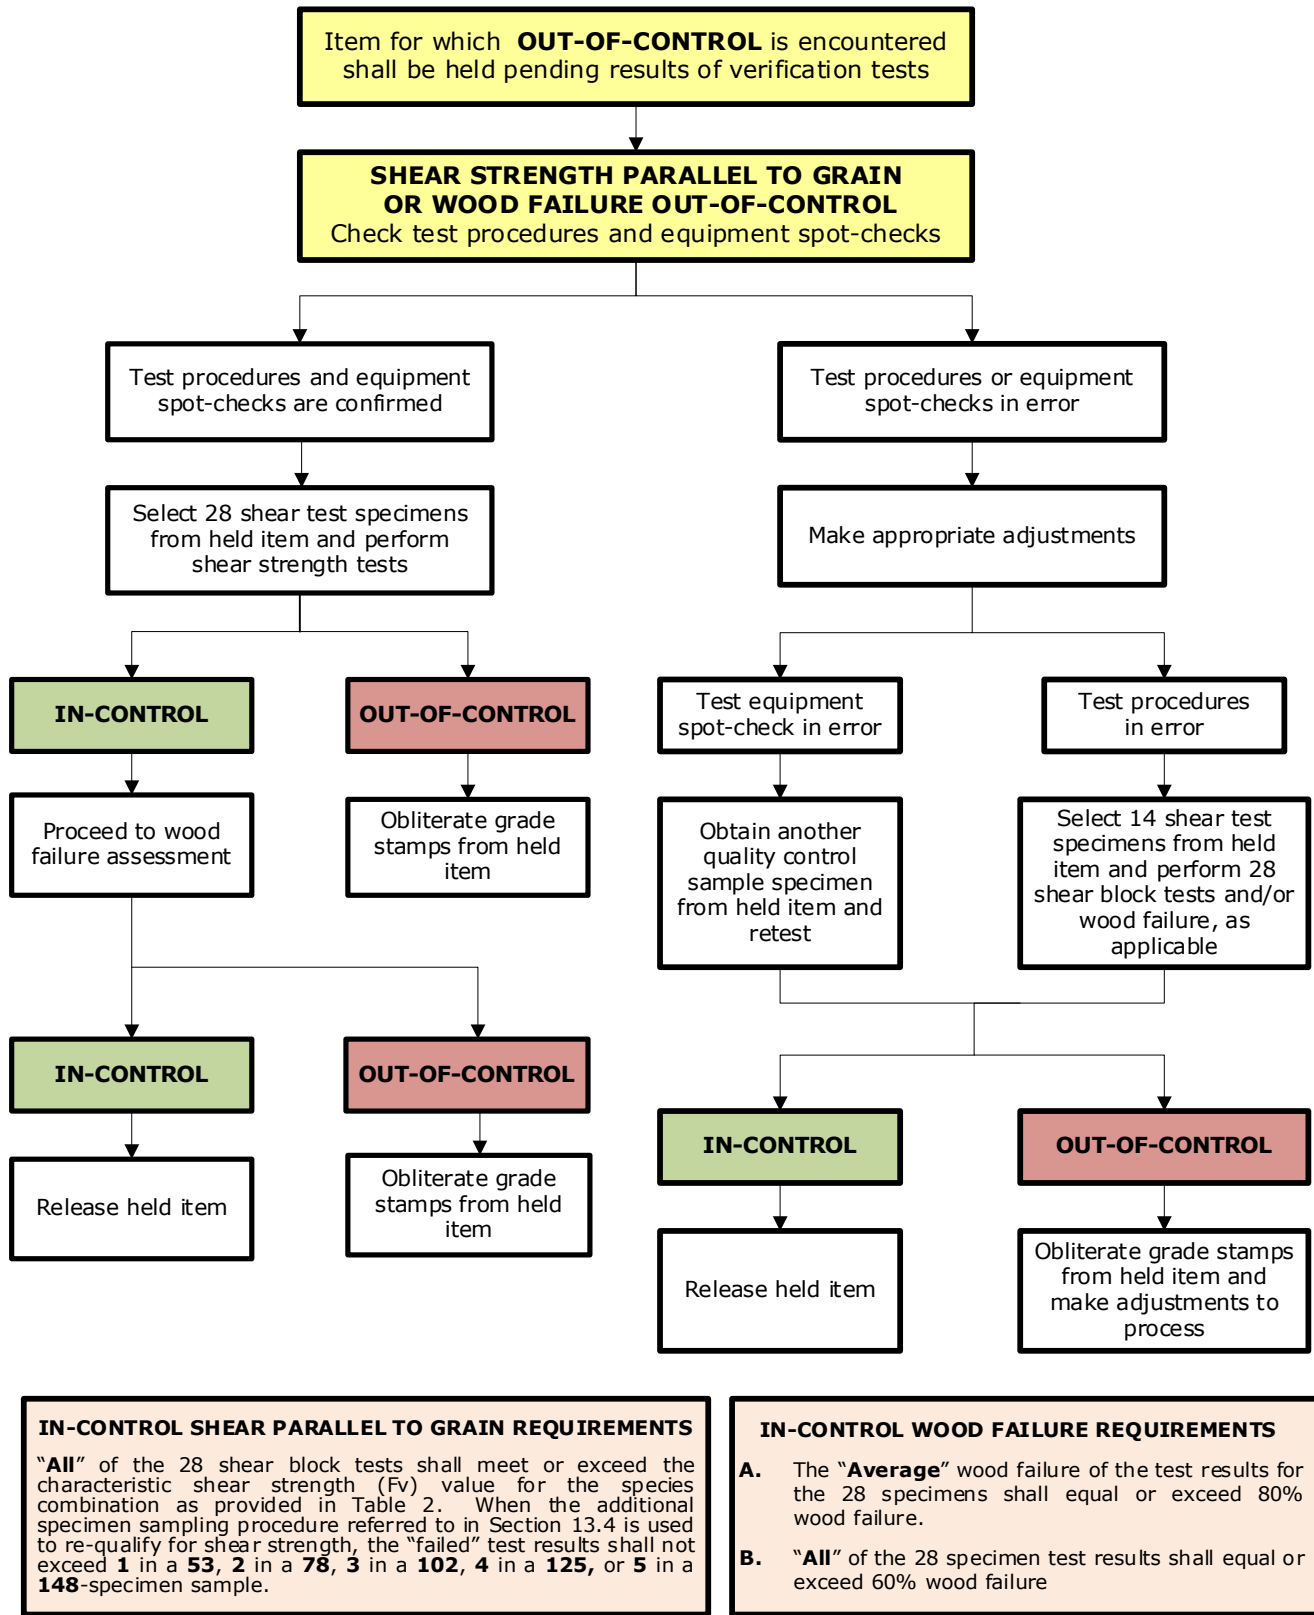 Item for which OUT-OF-CONTROL is encountered
shall be held pending results of verification tests
SHEAR STRENGTH PARALLEL TO GRAIN
OR WOOD FAILURE OUT-OF-CONTROL
Check test procedures and equipment spot-checks
Test procedures and equipment
spot-checks are confirmed
Test procedures or equipment
spot-checks in error
Select 28 shear test specimens
from held item and perform
shear strength tests
Make appropriate adjustments
IN-CONTROL
OUT-OF-CONTROL
Test equipment
spot-check in error
Test procedures
in error
Proceed to wood
failure assessment
Obliterate grade
stamps from held
item
Obtain another
quality control
sample specimen
from held item and
retest
Select 14 shear test
specimens from held
item and perform 28
shear block tests and/or
wood failure, as
applicable
IN-CONTROL
OUT-OF-CONTROL
IN-CONTROL
OUT-OF-CONTROL
Release held item
Obliterate grade
stamps from held
item
Release held item
Obliterate grade stamps
from held item and
make adjustments to
process
IN-CONTROL SHEAR PARALLEL TO GRAIN REQUIREMENTS
“All” of the 28 shear block tests shall meet or exceed the
characteristic shear strength (Fv) value for the species
combination as provided in Table 2. When the additional
specimen sampling procedure referred to in Section 13.4 is used
to re-qualify for shear strength, the “failed” test results shall not
exceed 1 in a 53, 2 in a 78, 3 in a 102, 4 in a 125, or 5 in a
148-specimen sample.
IN-CONTROL WOOD FAILURE REQUIREMENTS
A. The “Average” wood failure of the test results for
the 28 specimens shall equal or exceed 80%
wood failure.
B. “All” of the 28 specimen test results shall equal or
exceed 60% wood failure